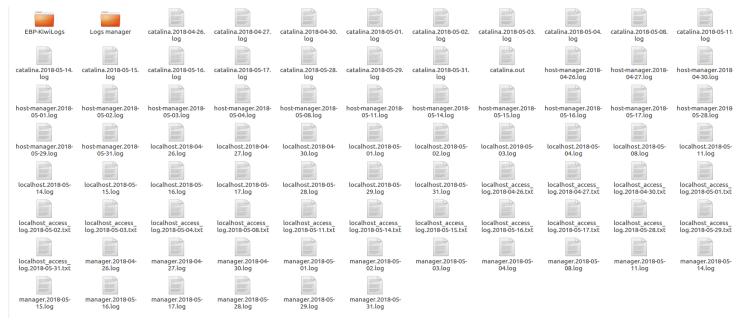 EBP-KiwiLogs
Logs manager
catalina.2018-04-26.
log
catalina.2018-04-27.
log
catalina.2018-04-30.
log
catalina.2018-05-01.
log
catalina.2018-05-02.
log
catalina.2018-05-03.
log
catalina.2018-05-04.
log
catalina.2018-05-08.
log
catalina.2018-05-11.
log
catalina.2018-05-14.
log
catalina.2018-05-15.
log
catalina.2018-05-16.
log
catalina.2018-05-17.
log
catalina.2018-05-28.
log
catalina.2018-05-29.
log
catalina.2018-05-31.
log
catalina.out
host-manager.2018-
04-26.log
host-manager.2018-
04-27.log
host-manager.2018-
04-30.log
host-manager.2018-
05-01.log
host-manager.2018-
05-02.log
host-manager.2018-
05-03.log
host-manager.2018-
05-04.log
host-manager.2018-
05-08.log
host-manager.2018-
05-11.log
host-manager.2018-
05-14.log
host-manager.2018-
05-15.log
host-manager.2018-
05-16.log
host-manager.2018-
05-17.log
host-manager.2018-
05-28.log
host-manager.2018-
05-29.log
host-manager.2018-
05-31.log
localhost.2018-04-
26.log
localhost.2018-04-
27.log
localhost.2018-04-
30.log
localhost.2018-05-
01.log
localhost.2018-05-
02.log
localhost.2018-05-
03.log
localhost.2018-05-
04.log
localhost.2018-05-
08.log
localhost.2018-05-
11.log
localhost.2018-05-
14.log
localhost.2018-05-
15.log
localhost.2018-05-
16.log
localhost.2018-05-
17.log
localhost.2018-05-
28.log
localhost.2018-05-
29.log
localhost.2018-05-
31.log
localhost_access_
log.2018-04-26.txt
localhost_access_
log.2018-04-27.txt
localhost_access_
log.2018-04-30.txt
localhost_access_
log.2018-05-01.txt
localhost_access_
log.2018-05-02.txt
localhost_access_
log.2018-05-03.txt
localhost_access_
log.2018-05-04.txt
localhost_access_
log.2018-05-08.txt
localhost_access_
log.2018-05-11.txt
localhost_access_
log.2018-05-14.txt
localhost_access_
log.2018-05-15.txt
localhost_access_
log.2018-05-16.txt
localhost_access_
log.2018-05-17.txt
localhost_access_
log.2018-05-28.txt
localhost_access_
log.2018-05-29.txt
localhost_access_
log.2018-05-31.txt
manager.2018-04-
26.log
manager.2018-04-
27.log
manager.2018-04-
30.log
manager.2018-05-
01.log
manager.2018-05-
02.log
manager.2018-05-
03.log
manager.2018-05-
04.log
manager.2018-05-
08.log
manager.2018-05-
11.log
manager.2018-05-
14.log
manager.2018-05-
15.log
manager.2018-05-
16.log
manager.2018-05-
17.log
manager.2018-05-
28.log
manager.2018-05-
29.log
manager.2018-05-
31.log